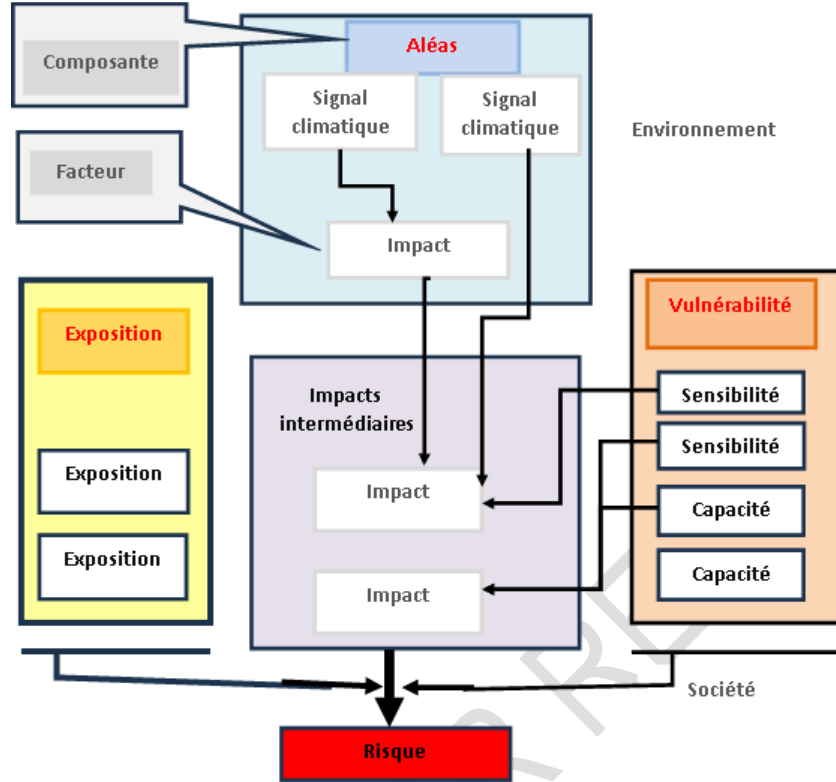 Composante
Facteur
Aléas
Signal
climatique
Signal
climatique
Impact
Environnement
Exposition
Exposition
Exposition
Impacts
intermédiaires
Impact
Impact
Vulnérabilité
Sensibilité
Sensibilité
Capacité
Capacité
Société
Risque
R RE